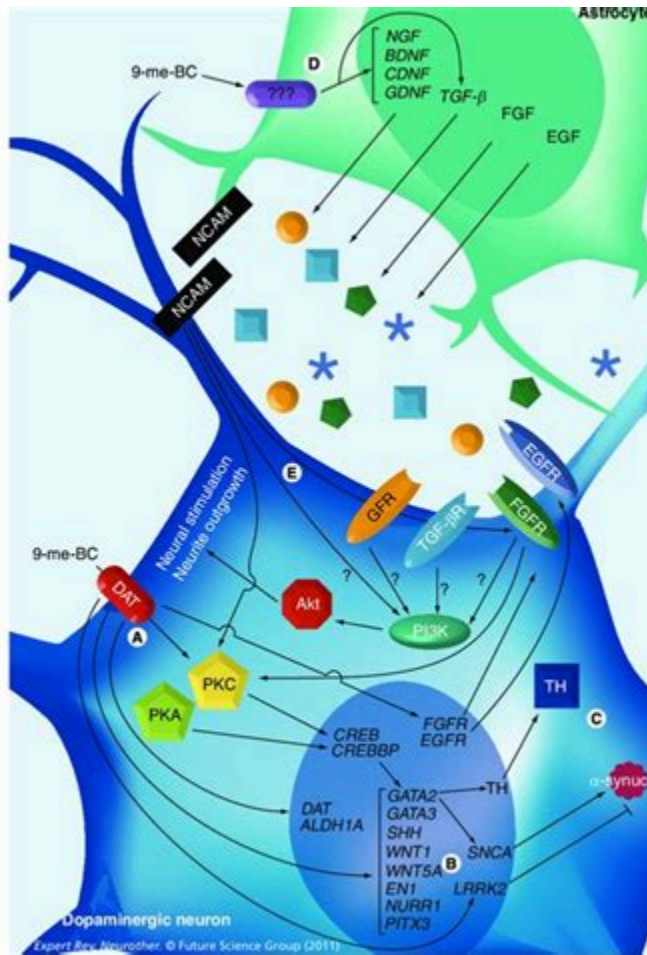 Astrocyte
D
NGF
BDNF
CDNF
GDNF
TGF-β
FGF
EGF
9-me-BC
???
NCAM
NCAM
E
Neural stimulation
Neurite outgrowth
GFR
TGF-βR
FGFR
EGFR
?
?
?
?
9-me-BC
DAT
A
Akt
PI3K
PKC
PKA
TH
C
CREB
CREBBP
FGFR
EGFR
DAT
ALDH1A
GATA2
GATA3
SHH
WNT1
WNT5A
EN1
NURR1
PITX3
B
TH
SNCA
LRRK2
α-synuc
Dopaminergic neuron
Expert Rev. Neurother. © Future Science Group (2011)